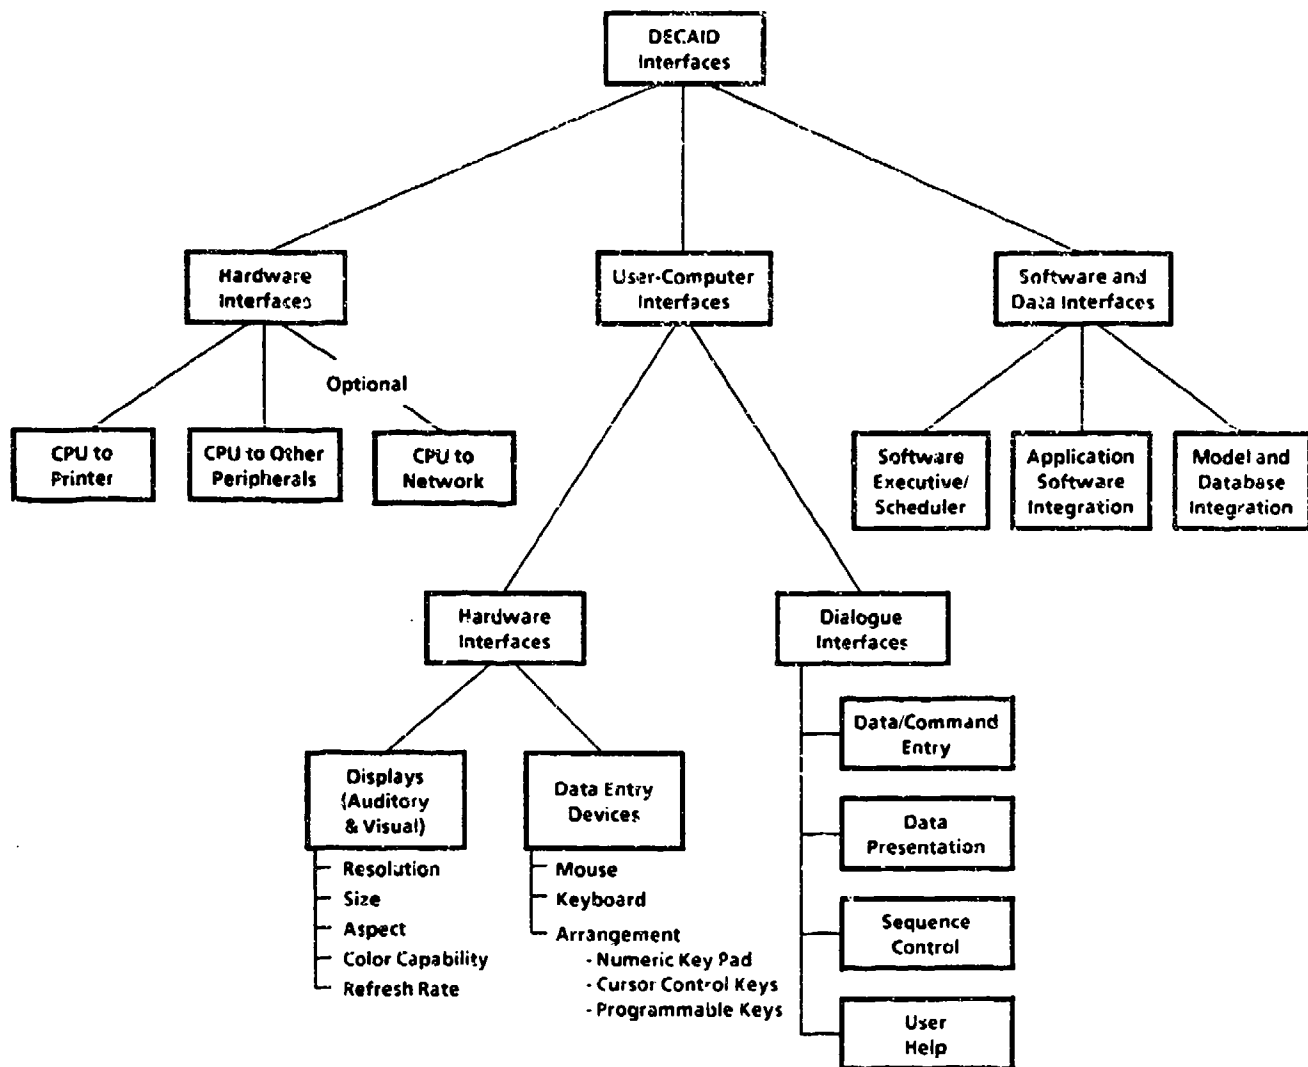 DECAID
Interfaces
Hardware
Interfaces
User-Computer
Interfaces
Software and
Data Interfaces
Optional
CPU to
Printer
CPU to Other
Peripherals
CPU to
Network
Software
Executive/
Scheduler
Application
Software
Integration
Model and
Database
Integration
Hardware
Interfaces
Dialogue
Interfaces
Displays
(Auditory
& Visual)
Resolution
Size
Aspect
Color Capability
Refresh Rate
Data Entry
Devices
Mouse
Keyboard
Arrangement
- Numeric Key Pad
- Cursor Control Keys
- Programmable Keys
Data/Command
Entry
Data
Presentation
Sequence
Control
User
Help